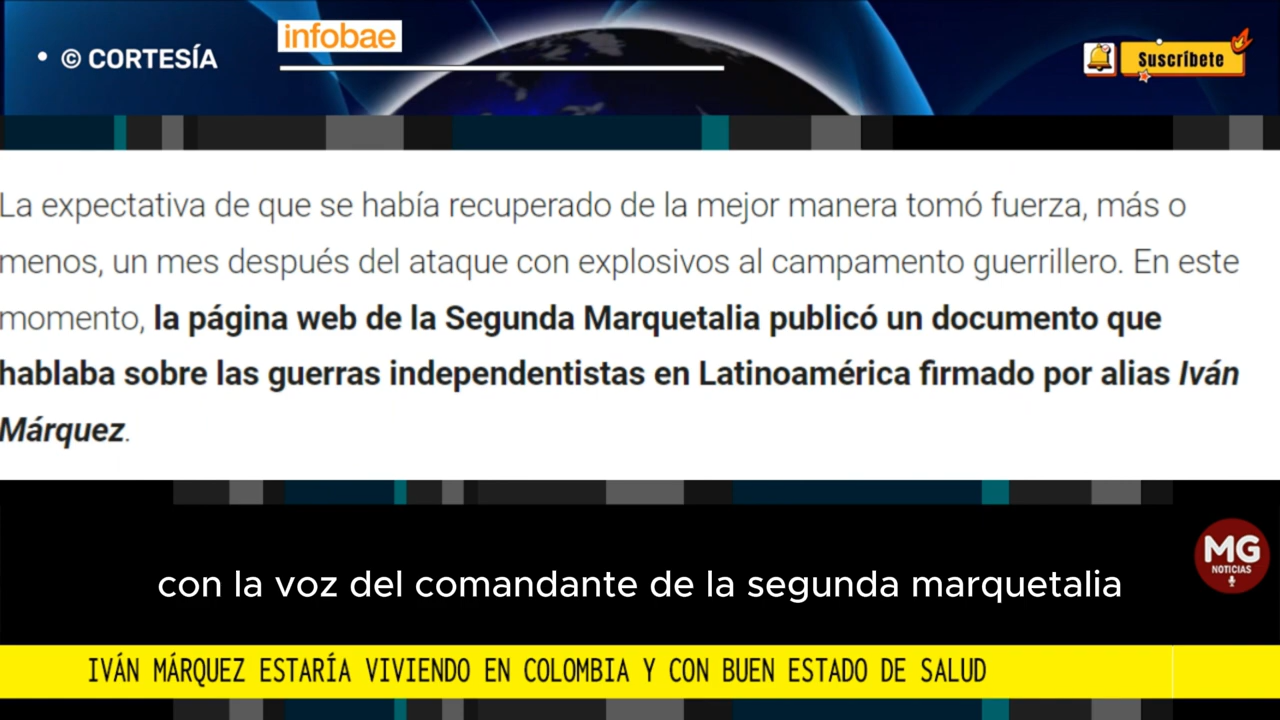 • © CORTESÍA
infobae
Suscríbete
La expectativa de que se había recuperado de la mejor manera tomó fuerza, más o
menos, un mes después del ataque con explosivos al campamento guerrillero. En este
momento, la página web de la Segunda Marquetalia publicó un documento que
hablaba sobre las guerras independentistas en Latinoamérica firmado por alias Iván
Márquez.
MG
NOTICIAS
con la voz del comandante de la segunda marquetalia
IVÁN MÁRQUEZ ESTARÍA VIVIENDO EN COLOMBIA Y CON BUEN ESTADO DE SALUD